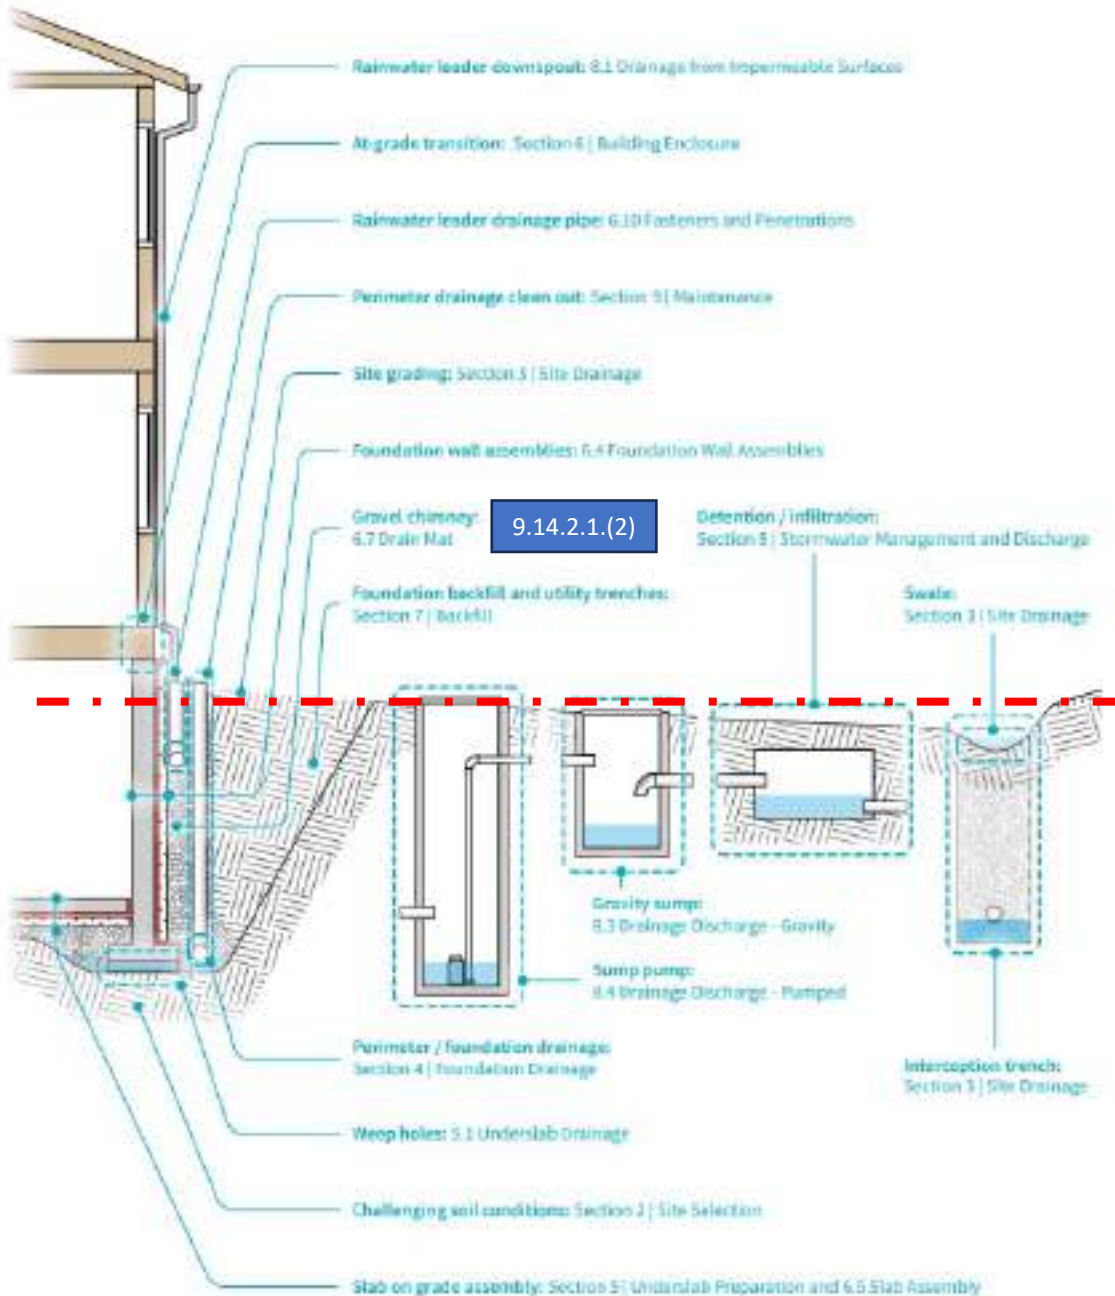 Rainwater leader downspout: 8.1 Drainage from Impermeable Surfaces
At-grade transition: Section 6 | Building Enclosure
Rainwater leader drainage pipe: 6.10 Fasteners and Penetrations
Perimeter drainage clean out: Section 9 | Maintenance
Site grading: Section 3 | Site Drainage
Foundation wall assemblies: 6.4 Foundation Wall Assemblies
Gravel chimney:
6.7 Drain Mat
9.14.2.1.(2)
Detention / infiltration:
Section 8 | Stormwater Management and Discharge
Foundation backfill and utility trenches:
Section 7 | Backfill
Swale:
Section 3 | Site Drainage
Gravity sump:
8.3 Drainage Discharge - Gravity
Sump pump:
8.4 Drainage Discharge - Pumped
Perimeter / foundation drainage:
Section 4 | Foundation Drainage
Interception trench:
Section 3 | Site Drainage
Weep holes: 5.1 Underslab Drainage
Challenging soil conditions: Section 2 | Site Selection
Slab on grade assembly: Section 5 | Underslab Preparation and 6.5 Slab Assembly